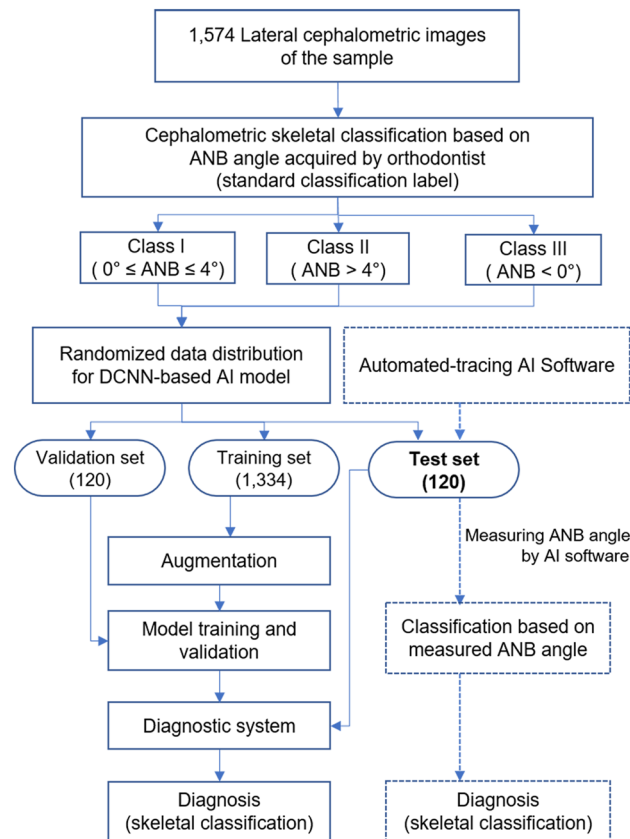 1,574 Lateral cephalometric images
of the sample
Cephalometric skeletal classification based on
ANB angle acquired by orthodontist
(standard classification label)
Class I
( 0° ≤ ANB ≤ 4°)
Class II
( ANB > 4°)
Class III
( ANB < 0°)
Randomized data distribution
for DCNN-based AI model
Automated-tracing AI Software
Validation set
(120)
Training set
(1,334)
Test set
(120)
Measuring ANB angle
by AI software
Augmentation
Model training and
validation
Classification based on
measured ANB angle
Diagnostic system
Diagnosis
(skeletal classification)
Diagnosis
(skeletal classification)